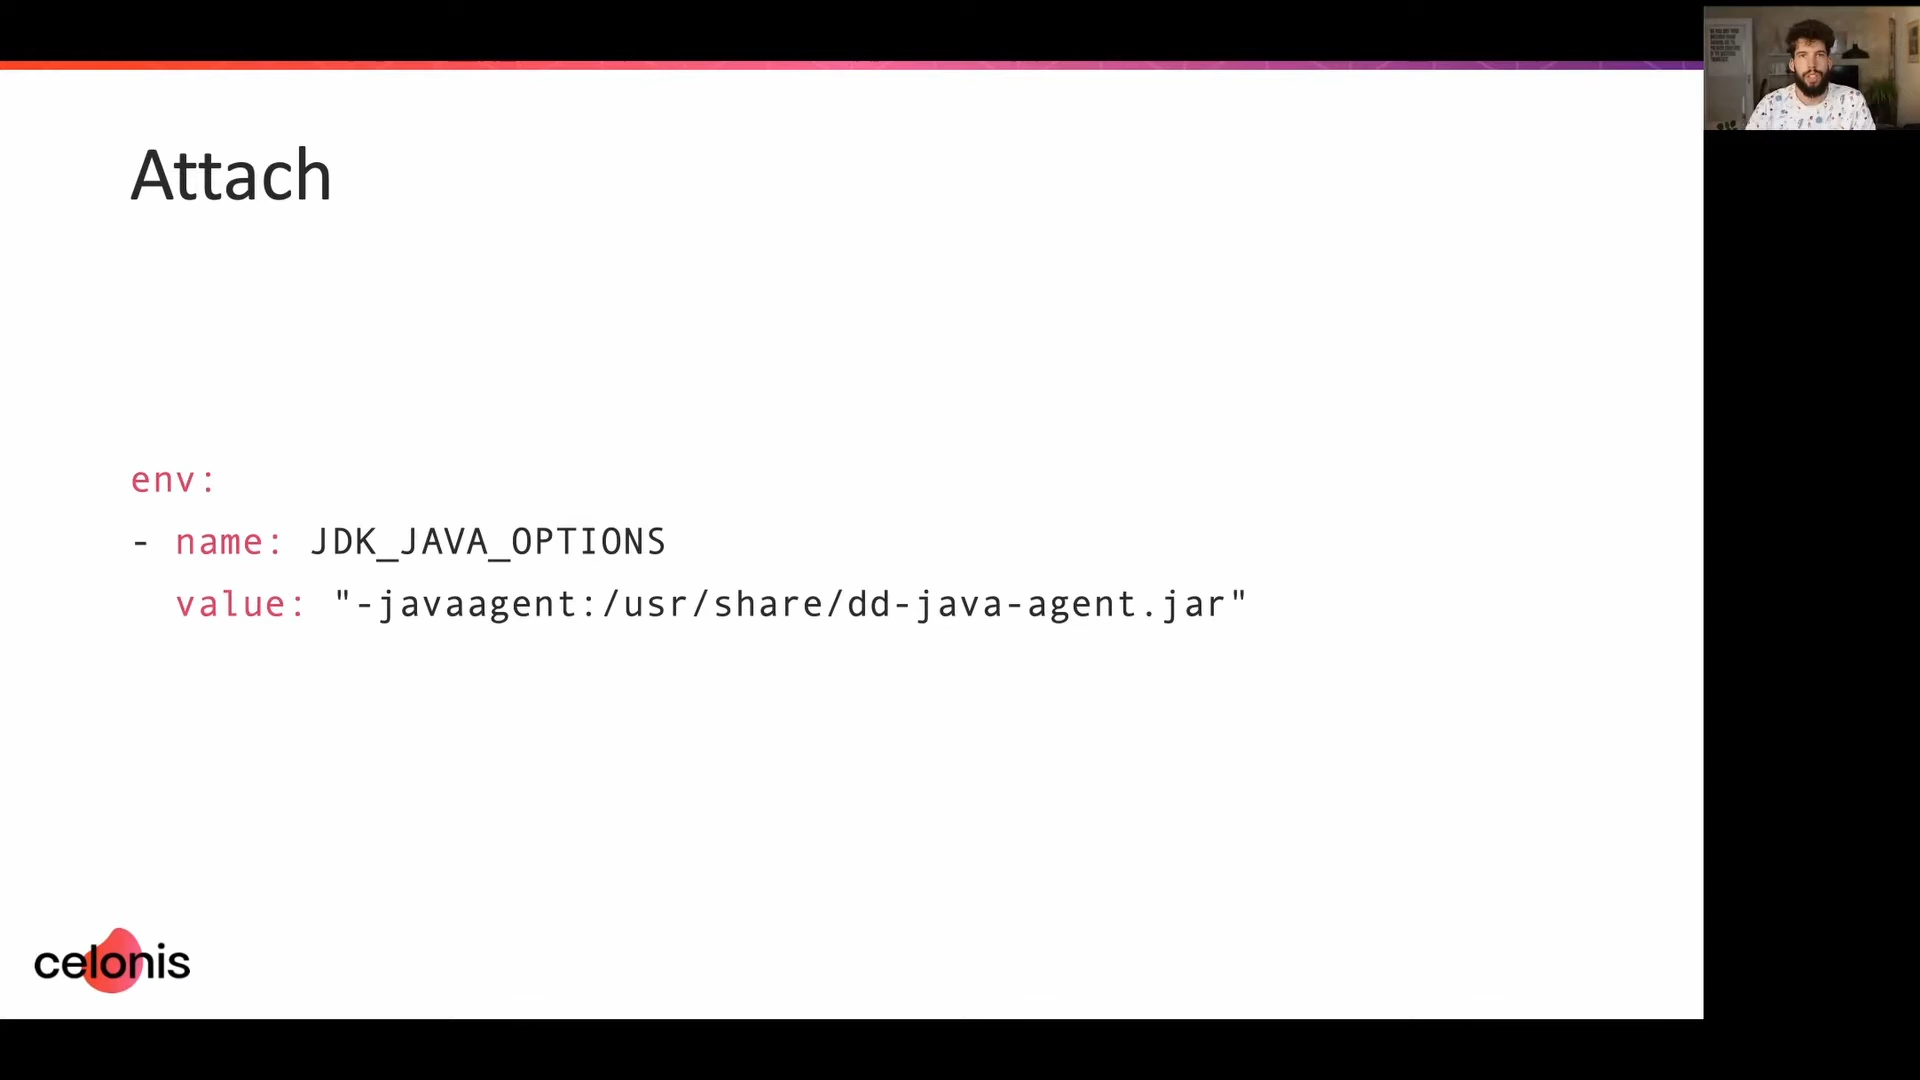 Attach
env:
- name: JDK_JAVA_OPTIONS
value: "-javaagent:/usr/share/dd-java-agent.jar"
celonis